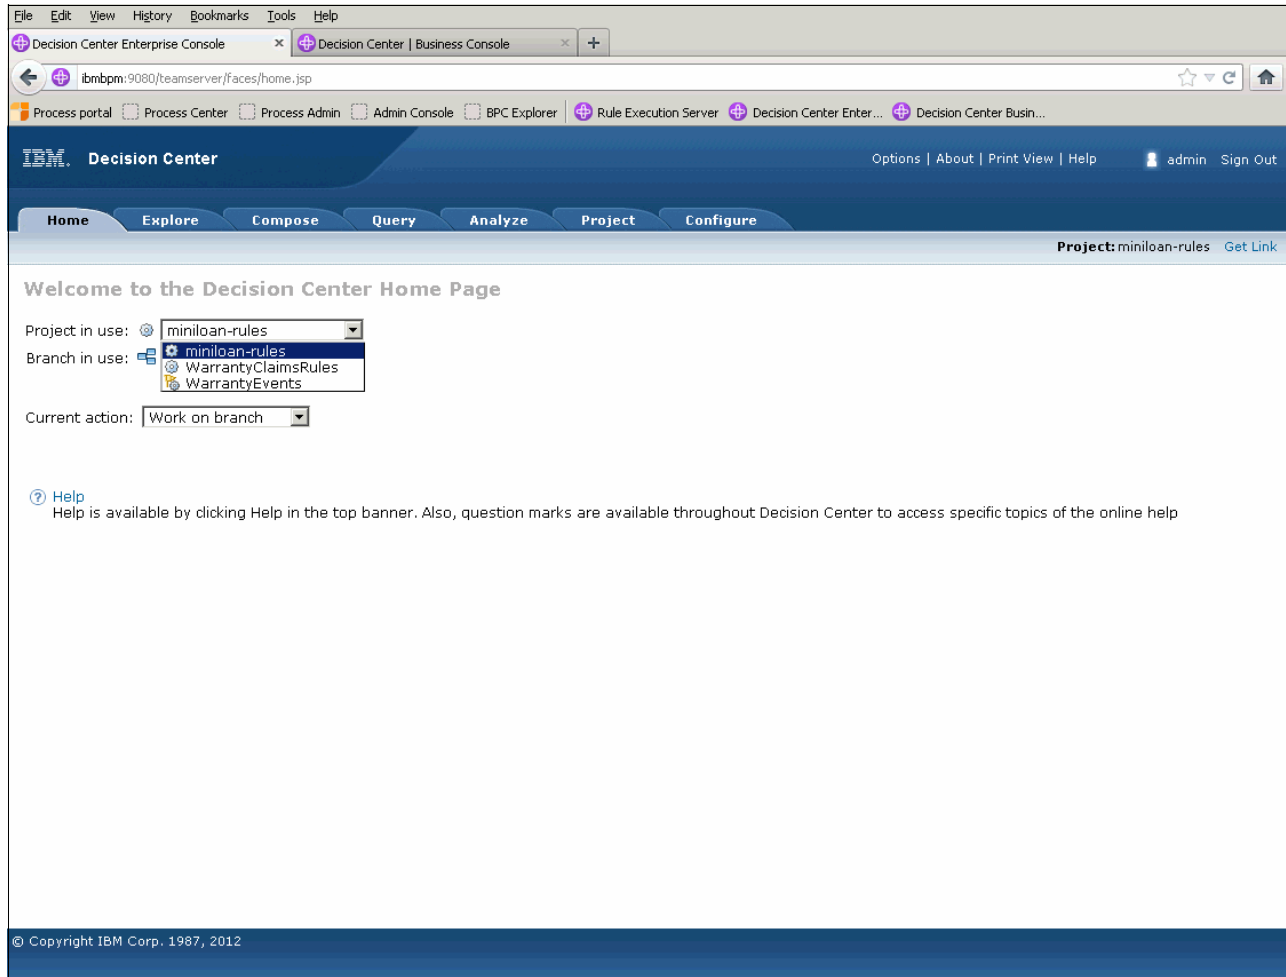 File Edit View History Bookmarks Tools Help
Decision Center Enterprise Console × Decision Center | Business Console × +
ibmbpm:9080/teamserver/faces/home.jsp
Process portal Process Center Process Admin Admin Console BPC Explorer Rule Execution Server Decision Center Enter... Decision Center Busin...
IBM. Decision Center Options | About | Print View | Help admin Sign Out
Home Explore Compose Query Analyze Project Configure
Project: miniloan-rules Get Link
Welcome to the Decision Center Home Page
Project in use: miniloan-rules
Branch in use: miniloan-rules
WarrantyClaimsRules
WarrantyEvents
Current action: Work on branch
? Help
Help is available by clicking Help in the top banner. Also, question marks are available throughout Decision Center to access specific topics of the online help
© Copyright IBM Corp. 1987, 2012